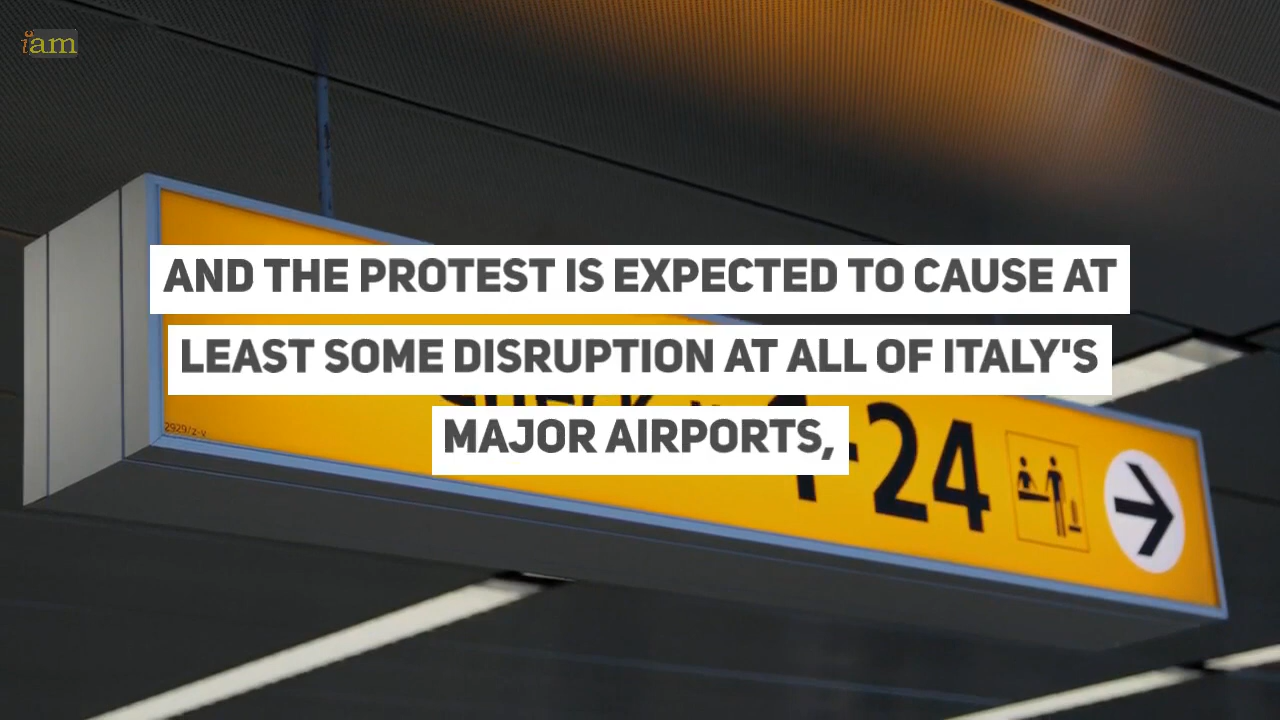 iam
AND THE PROTEST IS EXPECTED TO CAUSE AT
LEAST SOME DISRUPTION AT ALL OF ITALY'S
MAJOR AIRPORTS,
2929/z-v
-24